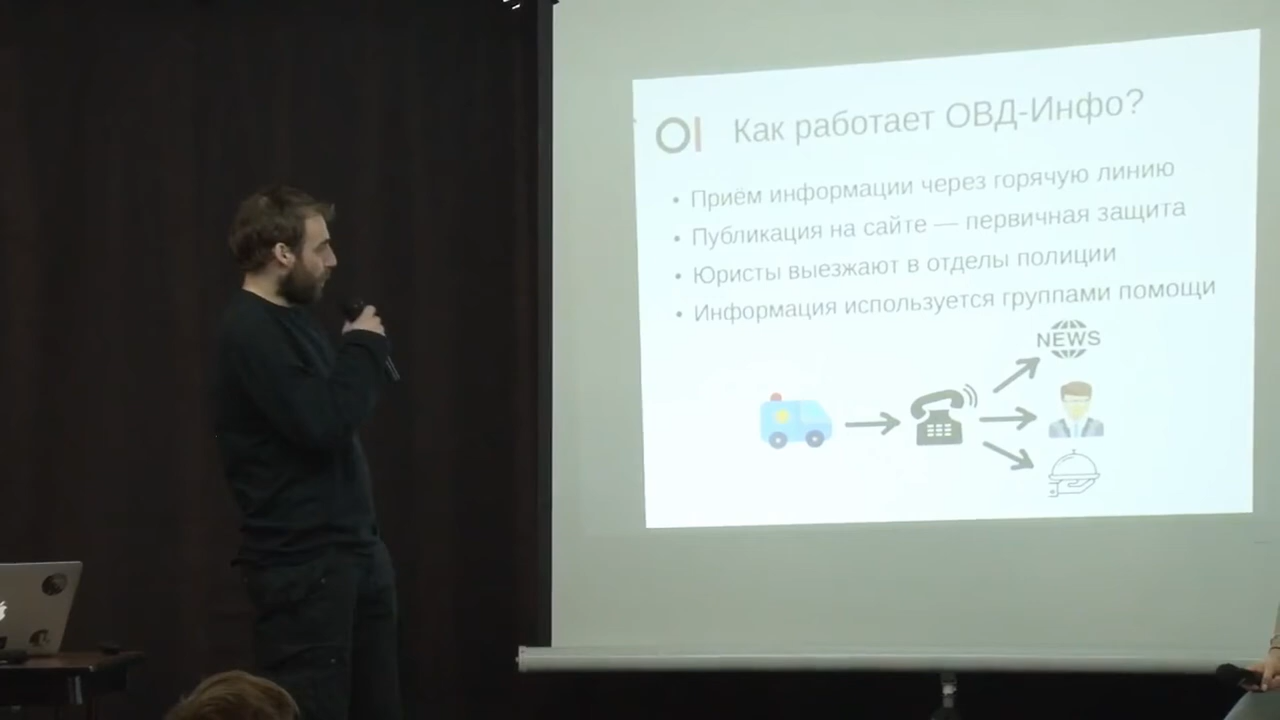 OI Как работает ОВД-Инфо?
• Приём информации через горячую линию
• Публикация на сайте — первичная защита
• Юристы выезжают в отделы полиции
• Информация используется группами помощи
NEWS